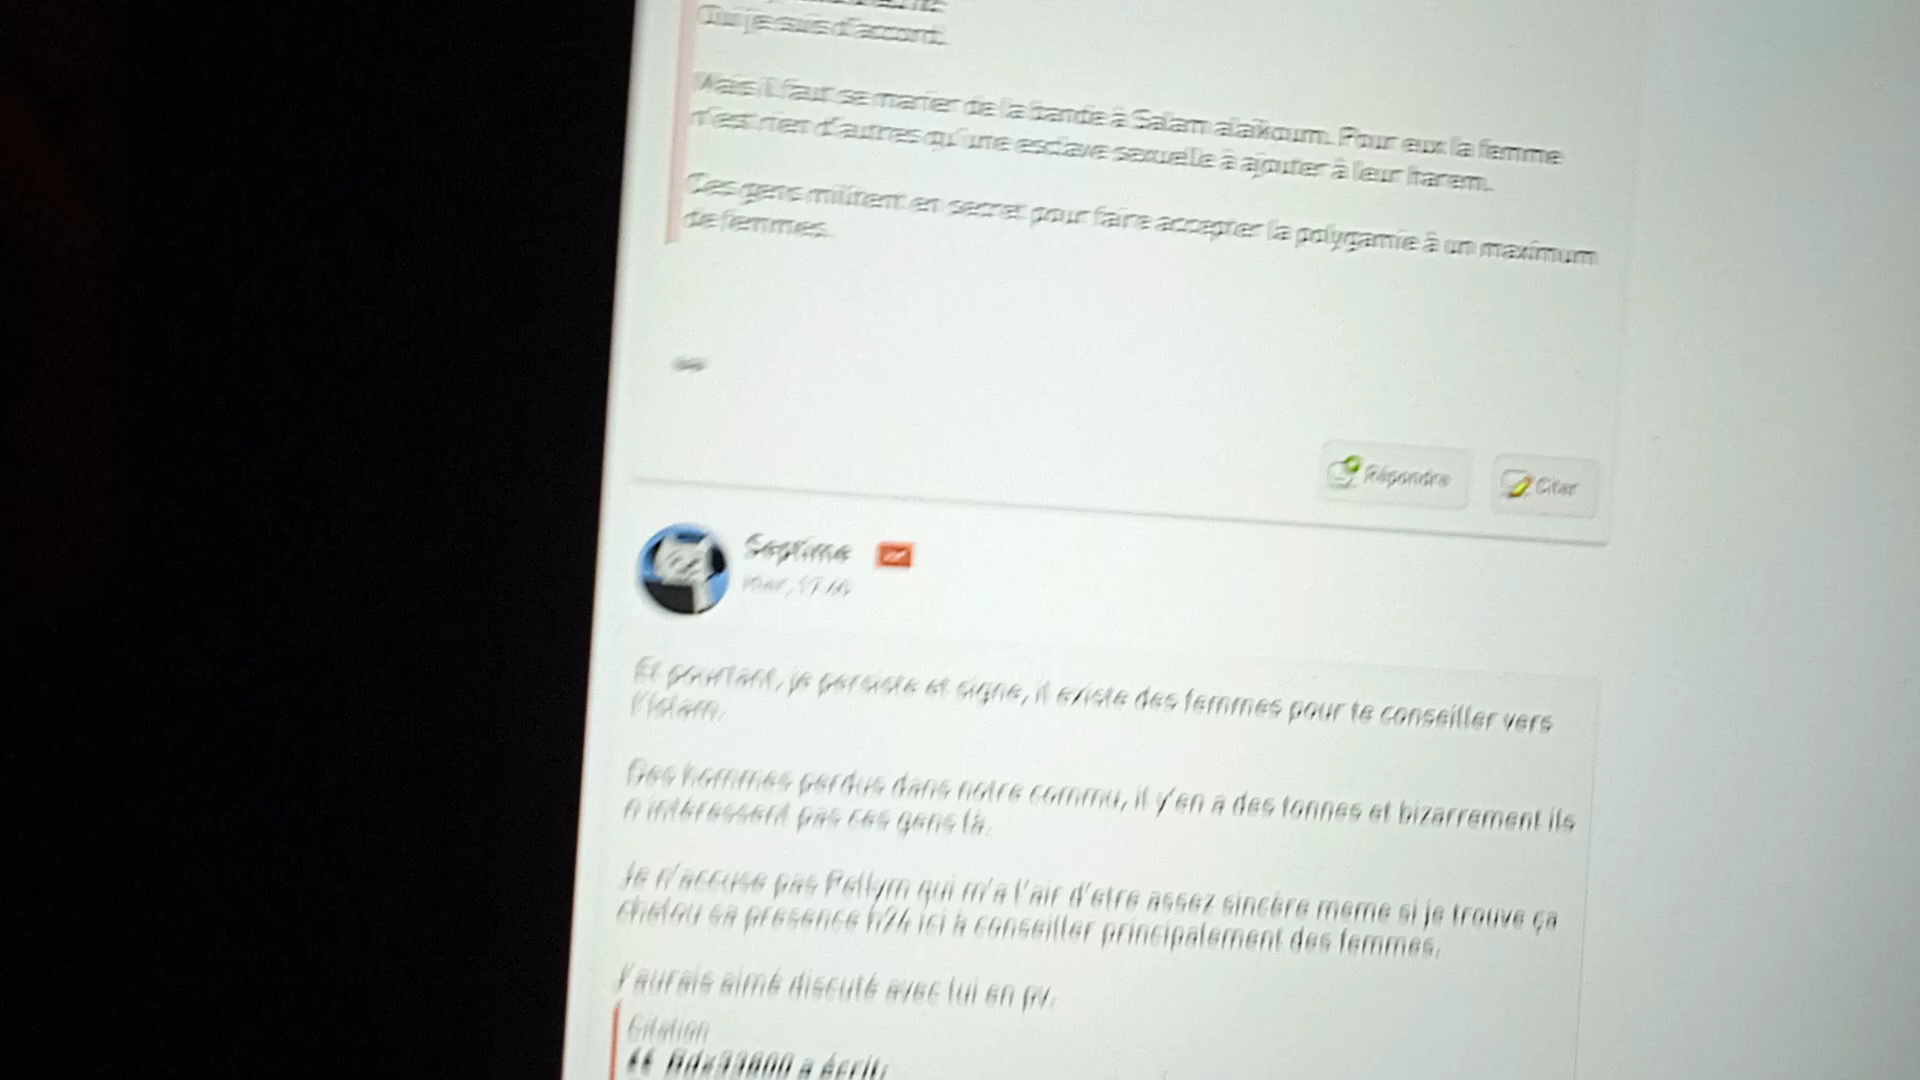 Oui je suis d'accord.
Mais il faut se marier de la bande à Salam alaikoum. Pour eux la femme
n'est rien d'autres qu'une esclave sexuelle à ajouter à leur harem.
Ces gens militent en secret pour faire accepter la polygamie à un maximum
de femmes.
Répondre
Citer
Septime
Et pourtant, je persiste et signe, il existe des femmes pour te conseiller vers
l'islam.
Des hommes perdus dans notre commu, il y'en a des tonnes et bizarrement ils
n'intéressent pas ces gens là.
Je n'accuse pas Pellym qui m'a l'air d'etre assez sincère meme si je trouve ça
chelou sa presence h24 ici à conseiller principalement des femmes.
J'aurais aimé discuté avec lui en pv.
Citation
Bdx33800 a écrit: